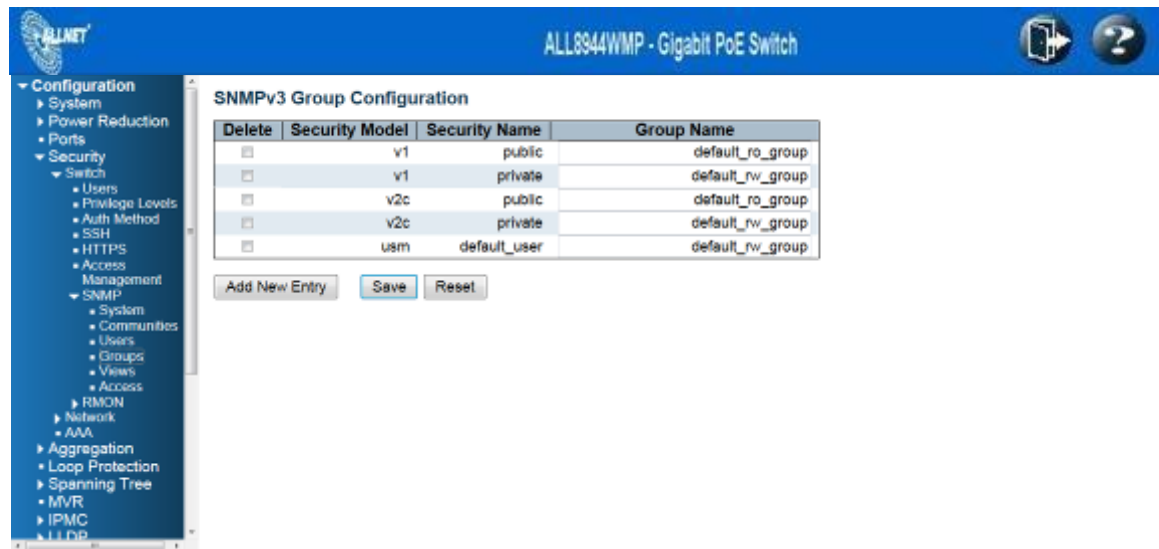 ALLNET
ALL8944WMP - Gigabit PoE Switch
?
Configuration
System
Power Reduction
Ports
Security
Switch
Users
Privilege Levels
Auth Method
SSH
HTTPS
Access
Management
SNMP
System
Communities
Users
Groups
Views
Access
RMON
Network
AAA
Aggregation
Loop Protection
Spanning Tree
MVR
IPMC
LLDP
SNMPv3 Group Configuration
Delete Security Model Security Name Group Name
v1 public default_ro_group
v1 private default_rw_group
v2c public default_ro_group
v2c private default_rw_group
usm default_user default_rw_group
Add New Entry Save Reset